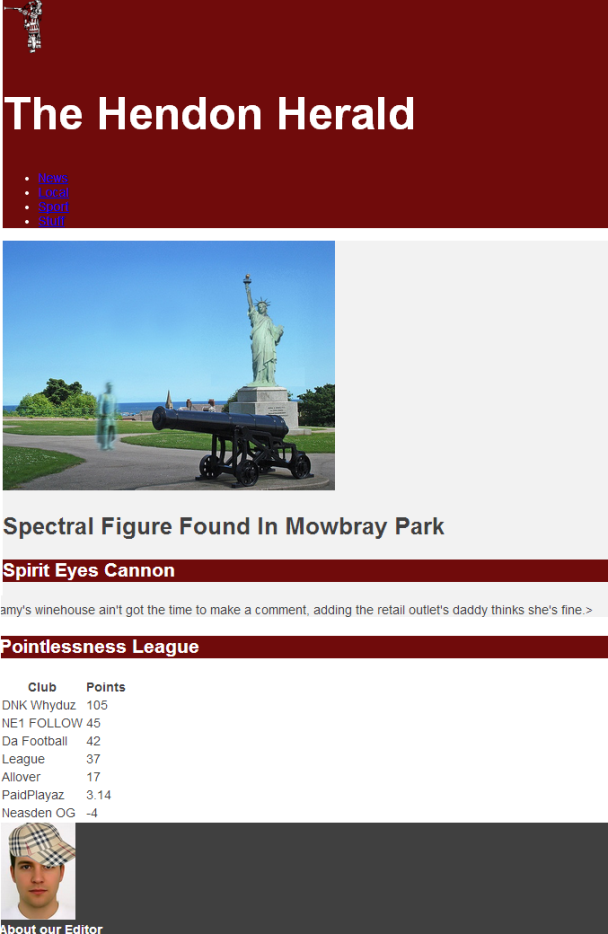 The Hendon Herald
News
Local
Sport
Stuff
Spectral Figure Found In Mowbray Park
Spirit Eyes Cannon
amy's winehouse ain't got the time to make a comment, adding the retail outlet's daddy thinks she's fine.>
Pointlessness League
Club Points
DNK Whyduz 105
NE1 FOLLOW 45
Da Football 42
League 37
Allover 17
PaidPlayaz 3.14
Neasden OG -4
About our Editor